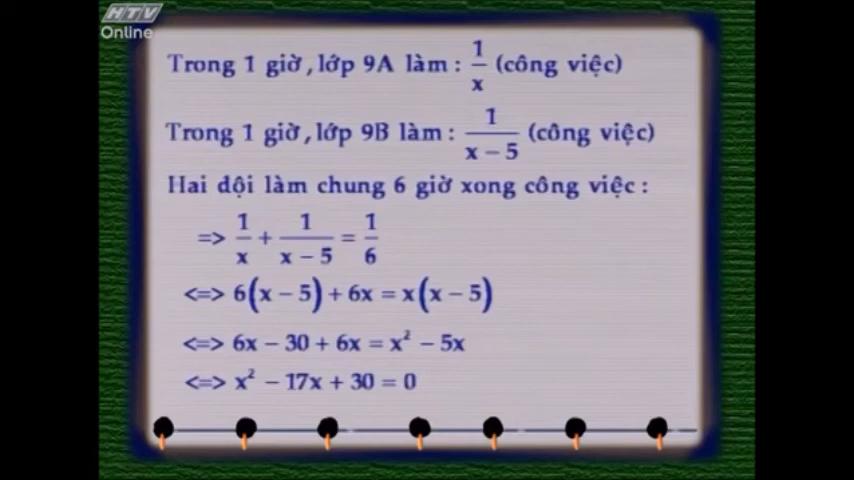 HTV
Online
Trong 1 giờ, lớp 9A làm : 1/x (công việc)
Trong 1 giờ, lớp 9B làm : 1/(x – 5) (công việc)
Hai đội làm chung 6 giờ xong công việc :
=> 1/x + 1/(x – 5) = 1/6
<=> 6(x – 5) + 6x = x(x – 5)
<=> 6x – 30 + 6x = x² – 5x
<=> x² – 17x + 30 = 0